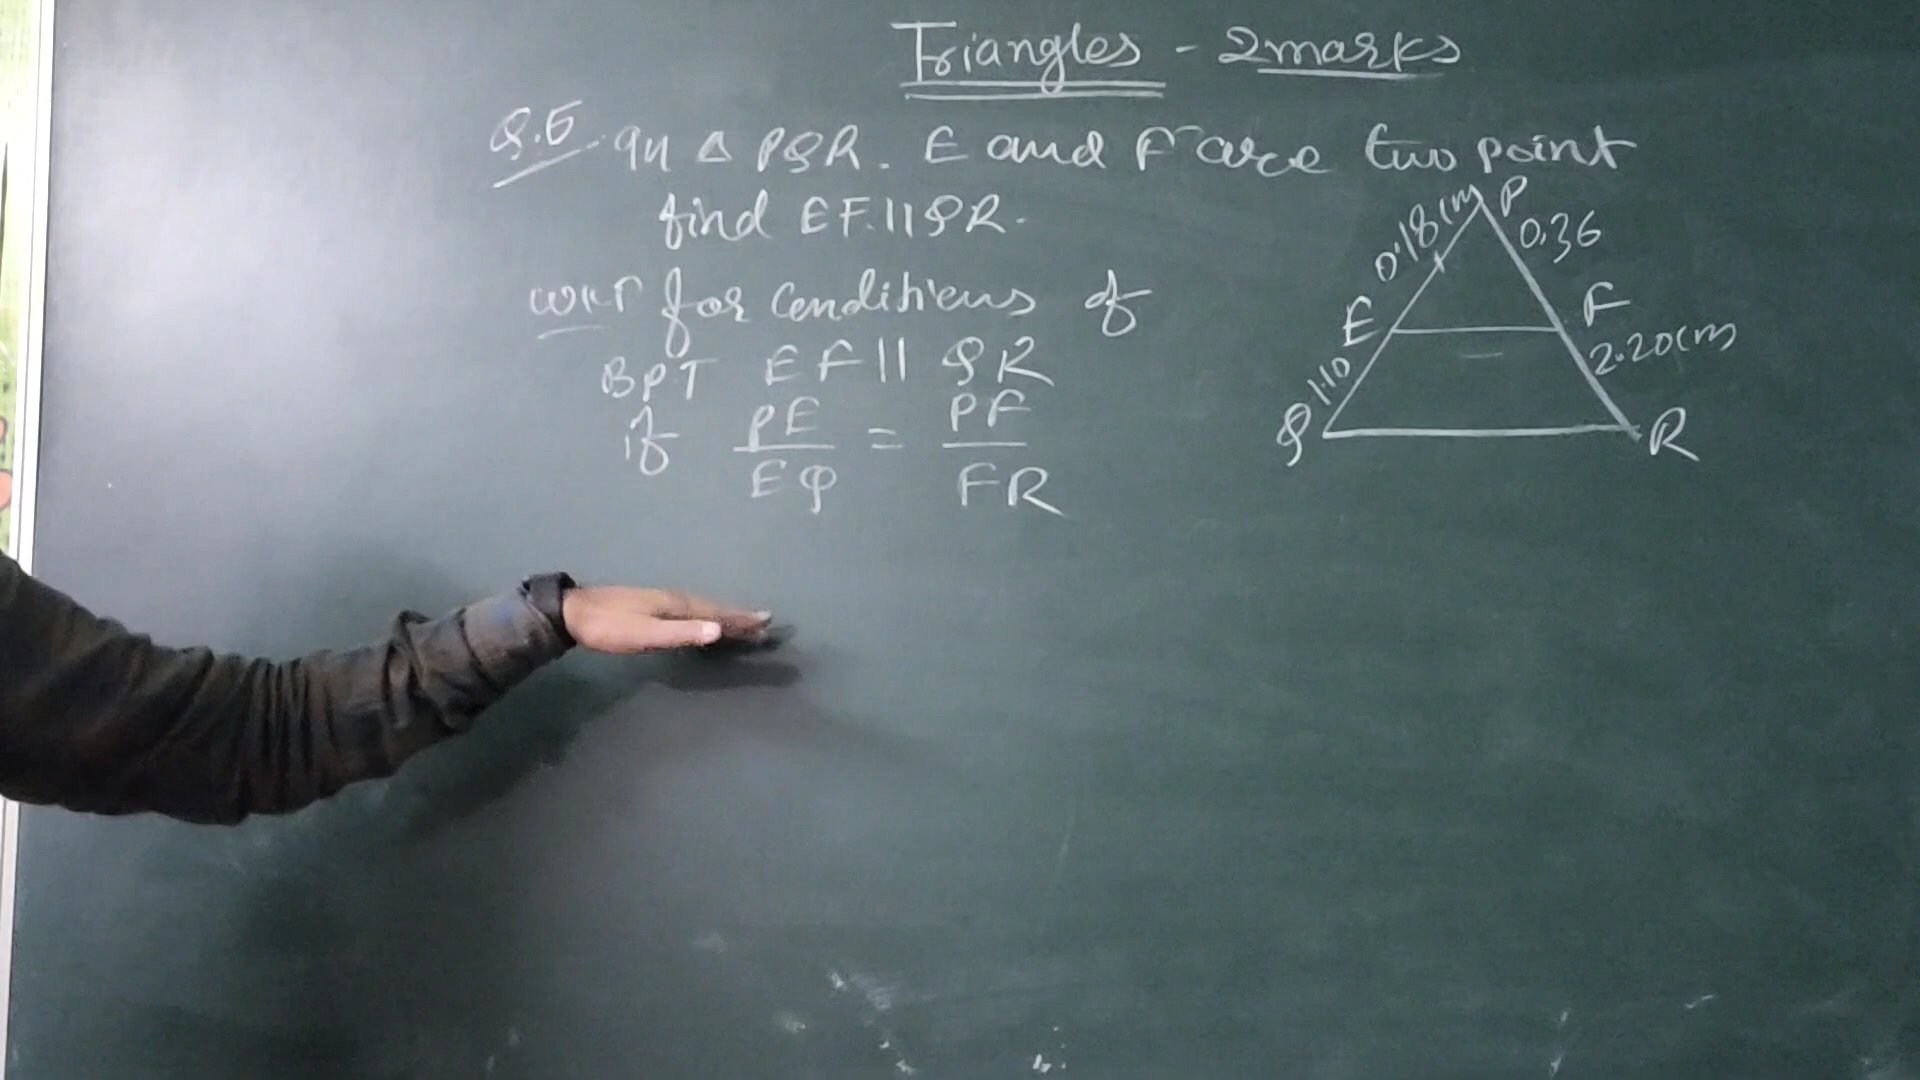 Triangles - 2marks
Q.5 In Δ PQR. E and F are two point
find EF.||QR.
WKT for Conditions of
BPT EF|| QR
if PE/EQ = PF/FR
P
0.18cm
0.36
E
F
1.10
2.20cm
Q
R